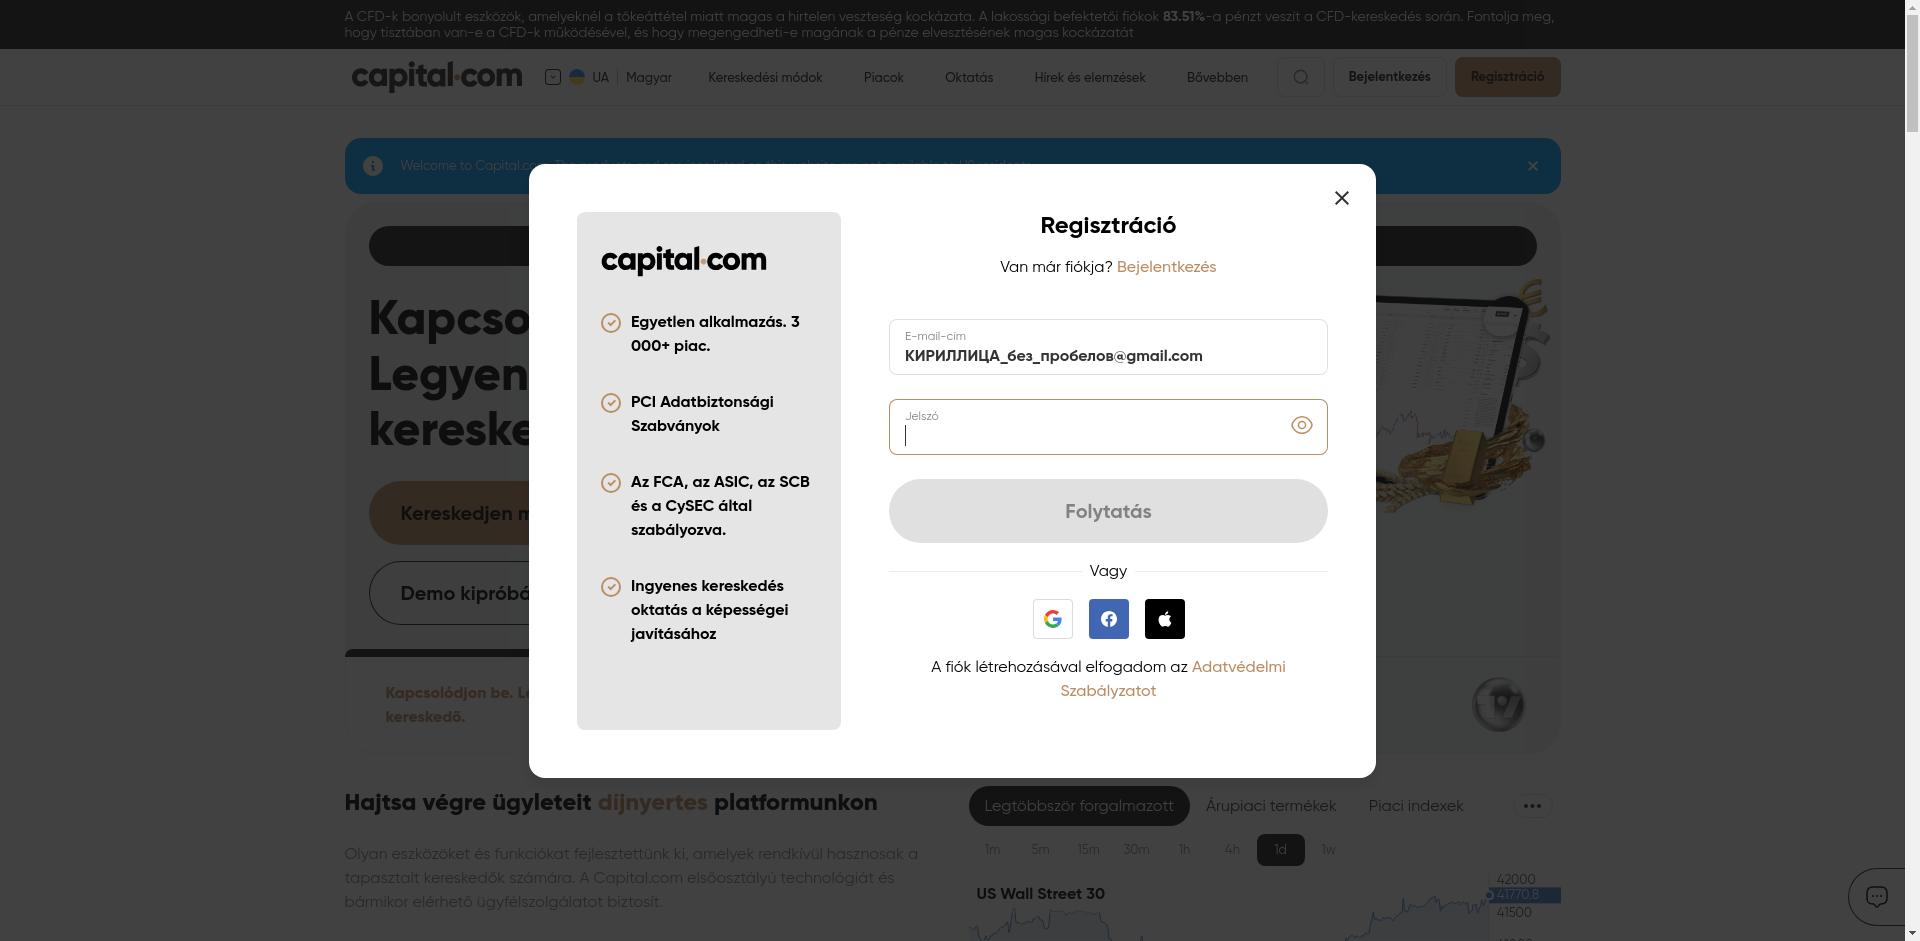 A CFD-k bonyolult eszközök, amelyeknél a tőkeáttétel miatt magas a hirtelen veszteség kockázata. A lakossági befektetői fiókok 83.51%-a pénzt veszít a CFD-kereskedés során. Fontolja meg,
hogy tisztában van-e a CFD-k működésével, és hogy megengedheti-e magának a pénze elvesztésének magas kockázatát
capital.com
UA
Magyar
Kereskedési módok
Piacok
Oktatás
Hírek és elemzések
Bővebben
Bejelentkezés
Regisztráció
Welcome to Capital.co
Kapcso
Legyen
kereske
Kereskedjen m
Demo kipróbá
Kapcsolódjon be. Le
kereskedő.
capital.com
Egyetlen alkalmazás. 3
000+ piac.
PCI Adatbiztonsági
Szabványok
Az FCA, az ASIC, az SCB
és a CySEC által
szabályozva.
Ingyenes kereskedés
oktatás a képességei
javításához
Regisztráció
Van már fiókja? Bejelentkezés
E-mail-cím
КИРИЛЛИЦА_без_пробелов@gmail.com
Jelszó
Folytatás
Vagy
A fiók létrehozásával elfogadom az Adatvédelmi
Szabályzatot
Hajtsa végre ügyleteit díjnyertes platformunkon
Olyan eszközöket és funkciókat fejlesztettünk ki, amelyek rendkívül hasznosak a
tapasztalt kereskedők számára. A Capital.com elsőosztályú technológiát és
bármikor elérhető ügyfélszolgálatot biztosít.
Legtöbbször forgalmazott
Árupiaci termékek
Piaci indexek
1m
5m
15m
30m
1h
4h
1d
1w
US Wall Street 30
42000
41770.8
41500